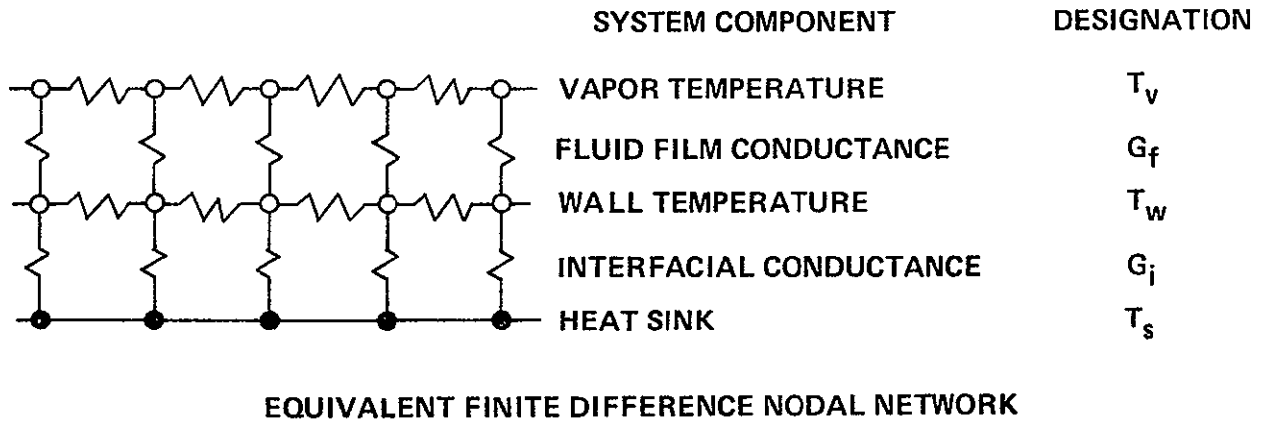 SYSTEM COMPONENT DESIGNATION
VAPOR TEMPERATURE Tv
FLUID FILM CONDUCTANCE Gf
WALL TEMPERATURE Tw
INTERFACIAL CONDUCTANCE Gi
HEAT SINK Ts
EQUIVALENT FINITE DIFFERENCE NODAL NETWORK